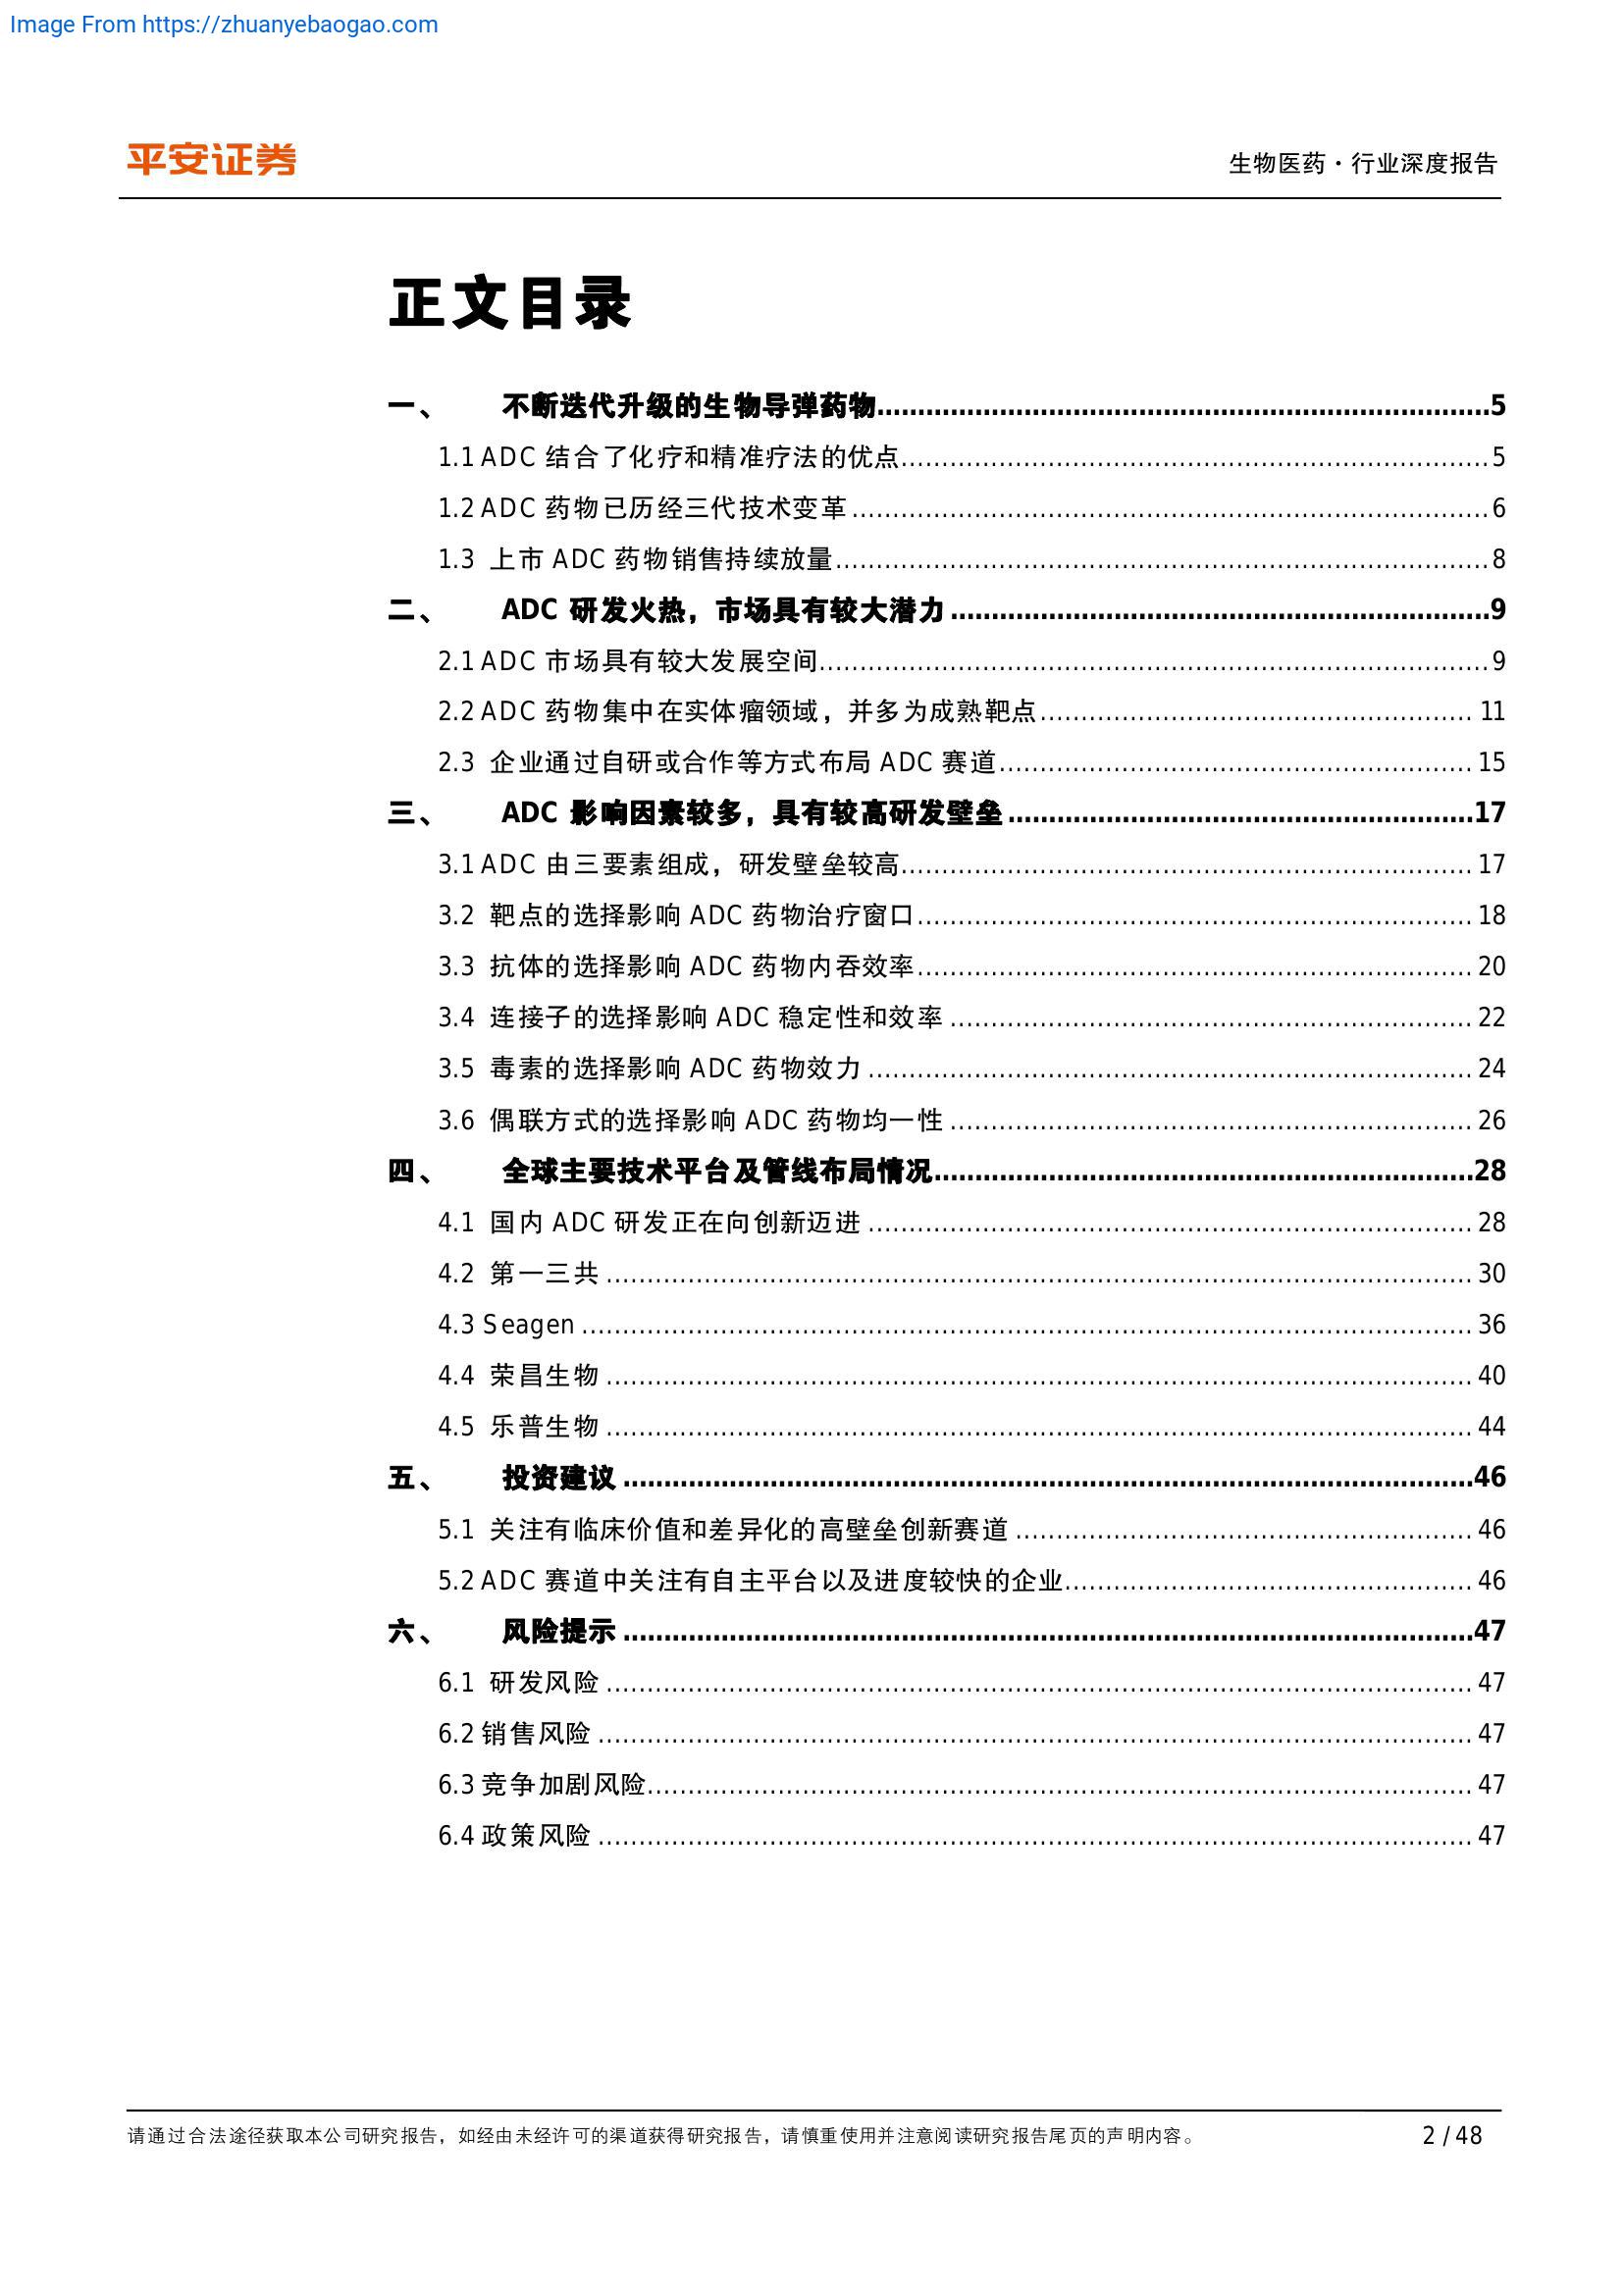 Image From https://zhuanyebaogao.com
平安证券
生物医药·行业深度报告
正文目录
一、 不断迭代升级的生物导弹药物 5
1.1 ADC 结合了化疗和精准疗法的优点 5
1.2 ADC 药物已历经三代技术变革 6
1.3 上市 ADC 药物销售持续放量 8
二、 ADC 研发火热，市场具有较大潜力 9
2.1 ADC 市场具有较大发展空间 9
2.2 ADC 药物集中在实体瘤领域，并多为成熟靶点 11
2.3 企业通过自研或合作等方式布局 ADC 赛道 15
三、 ADC 影响因素较多，具有较高研发壁垒 17
3.1 ADC 由三要素组成，研发壁垒较高 17
3.2 靶点的选择影响 ADC 药物治疗窗口 18
3.3 抗体的选择影响 ADC 药物内吞效率 20
3.4 连接子的选择影响 ADC 稳定性和效率 22
3.5 毒素的选择影响 ADC 药物效力 24
3.6 偶联方式的选择影响 ADC 药物均一性 26
四、 全球主要技术平台及管线布局情况 28
4.1 国内 ADC 研发正在向创新迈进 28
4.2 第一三共 30
4.3 Seagen 36
4.4 荣昌生物 40
4.5 乐普生物 44
五、 投资建议 46
5.1 关注有临床价值和差异化的高壁垒创新赛道 46
5.2 ADC 赛道中关注有自主平台以及进度较快的企业 46
六、 风险提示 47
6.1 研发风险 47
6.2 销售风险 47
6.3 竞争加剧风险 47
6.4 政策风险 47
请通过合法途径获取本公司研究报告，如经由未经许可的渠道获得研究报告，请慎重使用并注意阅读研究报告尾页的声明内容。 2 / 48